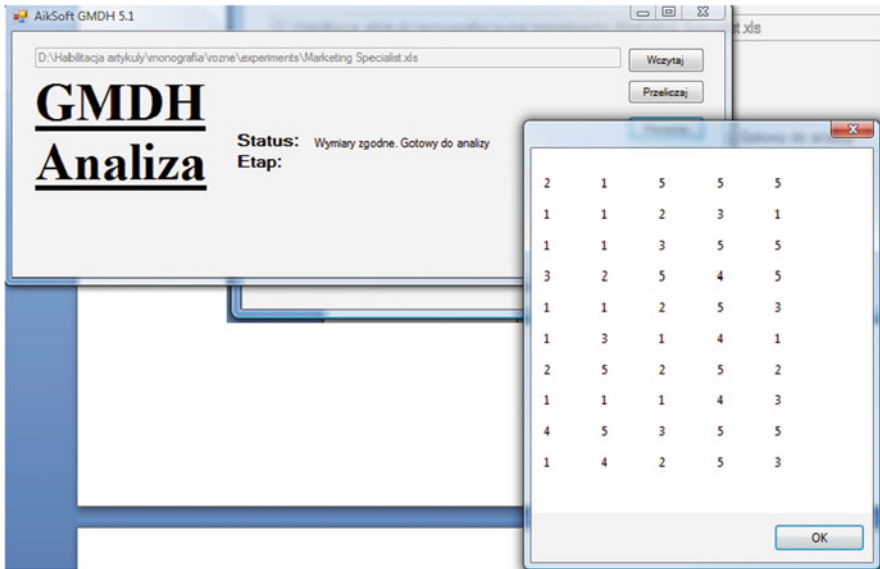 AikSoft GMDH 5.1
D:\Habilitacja artykuly\monografia\rozne\experiments\Marketing Specialist.xls
Wczytaj
Przeliczaj
GMDH
Analiza
Status: Wymiary zgodne. Gotowy do analizy
Etap:
2 1 5 5 5
1 1 2 3 1
1 1 3 5 5
3 2 5 4 5
1 1 2 5 3
1 3 1 4 1
2 5 2 5 2
1 1 1 4 3
4 5 3 5 5
1 4 2 5 3
OK